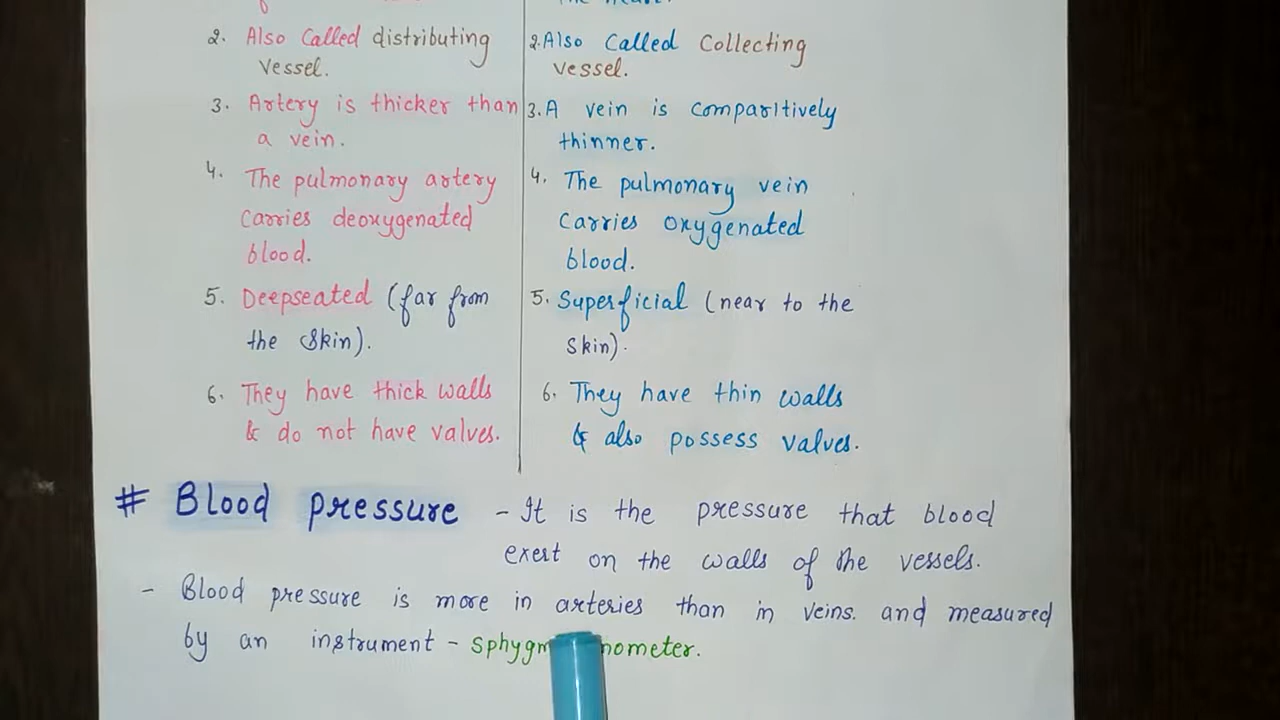 2. Also Called distributing
vessel.
3. Artery is thicker than
a vein.
4. The pulmonary artery
carries deoxygenated
blood.
5. Deepseated (far from
the skin).
6. They have thick walls
& do not have valves.
2. Also Called Collecting
vessel.
3. A vein is comparitively
thinner.
4. The pulmonary vein
carries oxygenated
blood.
5. Superficial (near to the
skin).
6. They have thin walls
& also possess valves.
# Blood pressure - It is the pressure that blood
exert on the walls of the vessels.
- Blood pressure is more in arteries than in veins. and measured
by an instrument -